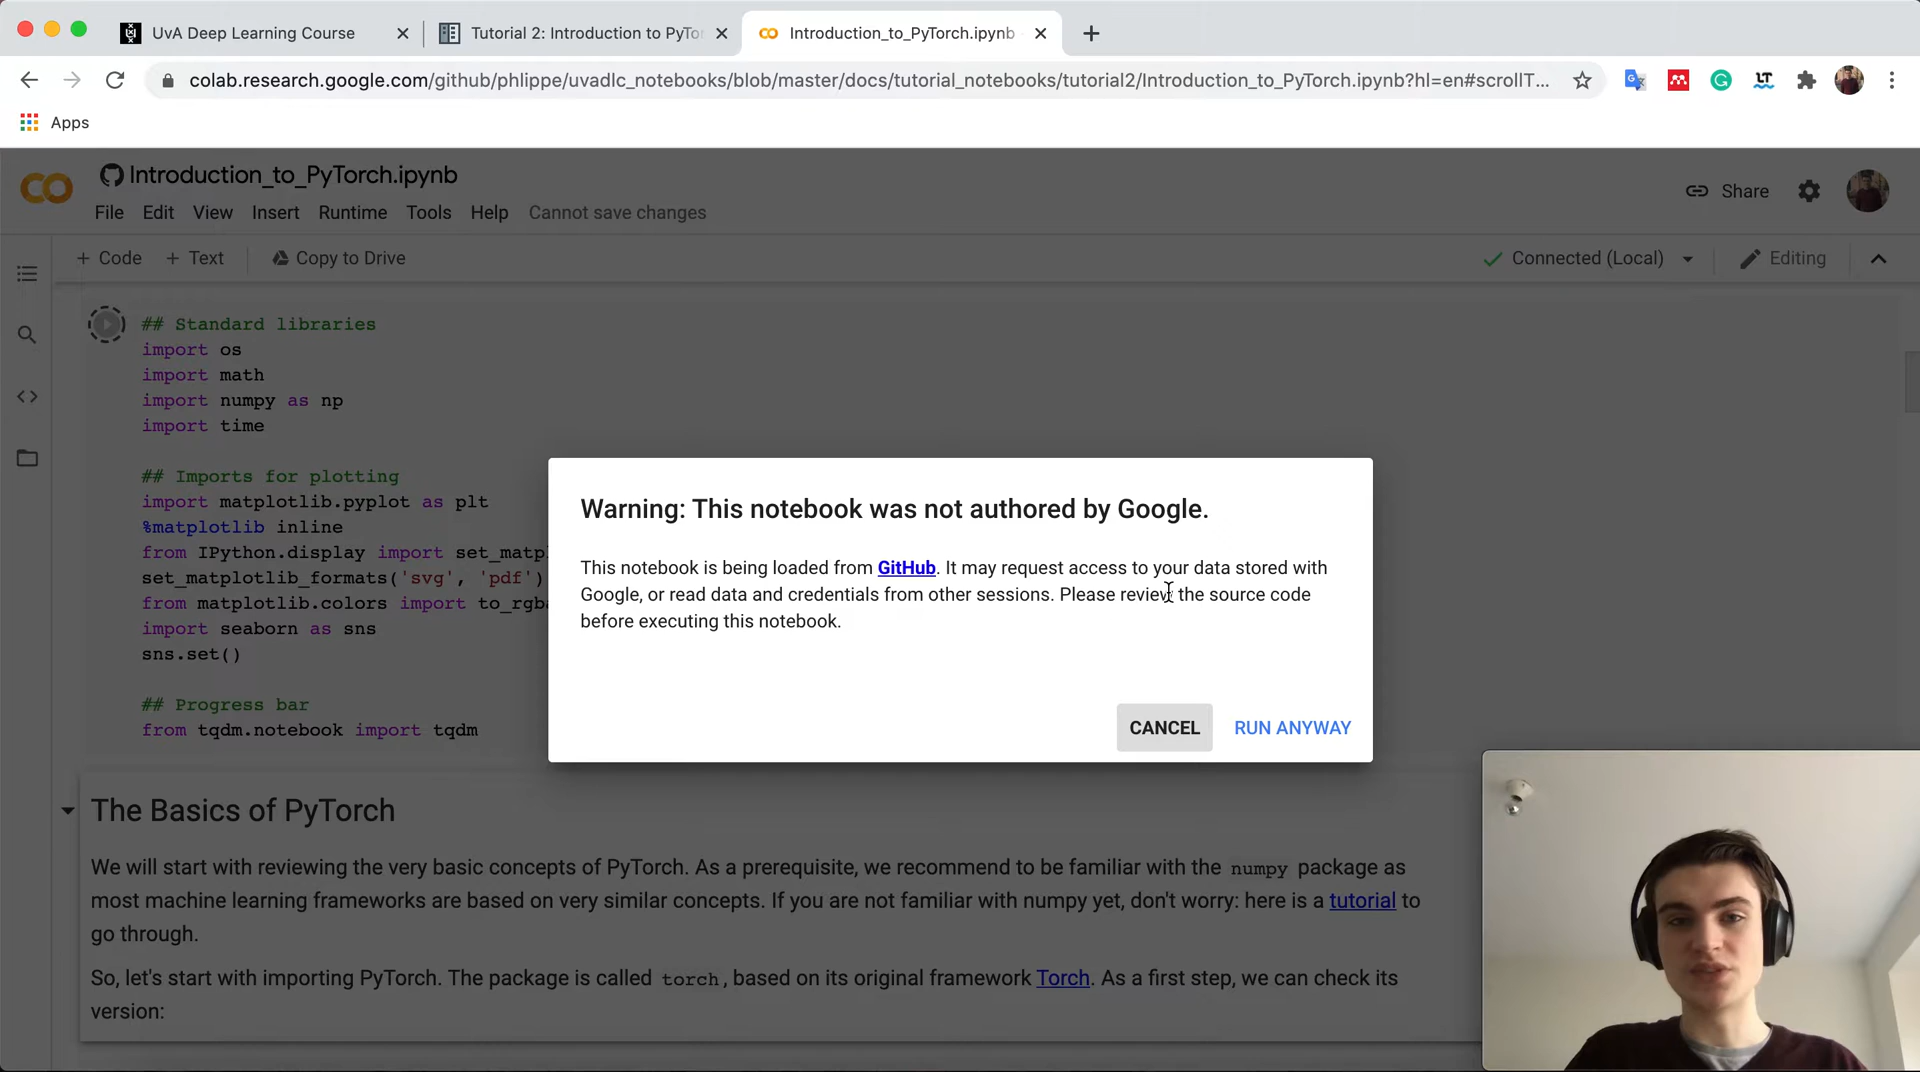 UvA Deep Learning Course
Tutorial 2: Introduction to PyTo
Introduction_to_PyTorch.ipynb
colab.research.google.com/github/phlippe/uvadlc_notebooks/blob/master/docs/tutorial_notebooks/tutorial2/Introduction_to_PyTorch.ipynb?hl=en#scrollT...
LT
Apps
Introduction_to_PyTorch.ipynb
Share
File Edit View Insert Runtime Tools Help Cannot save changes
+ Code + Text Copy to Drive Connected (Local) Editing
## Standard libraries
import os
import math
import numpy as np
import time
## Imports for plotting
import matplotlib.pyplot as plt
%matplotlib inline
from IPython.display import set_matpl
set_matplotlib_formats('svg', 'pdf')
from matplotlib.colors import to_rgba
import seaborn as sns
sns.set()
## Progress bar
from tqdm.notebook import tqdm
Warning: This notebook was not authored by Google.
This notebook is being loaded from GitHub. It may request access to your data stored with
Google, or read data and credentials from other sessions. Please review the source code
before executing this notebook.
CANCEL RUN ANYWAY
The Basics of PyTorch
We will start with reviewing the very basic concepts of PyTorch. As a prerequisite, we recommend to be familiar with the numpy package as
most machine learning frameworks are based on very similar concepts. If you are not familiar with numpy yet, don't worry: here is a tutorial to
go through.
So, let's start with importing PyTorch. The package is called torch, based on its original framework Torch. As a first step, we can check its
version: